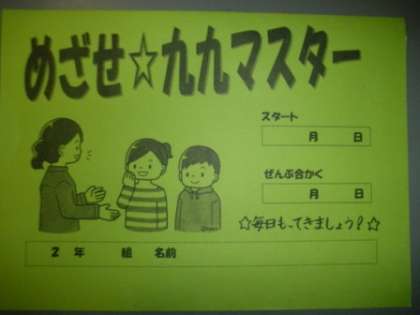 めざせ☆九九マスター
スタート
月 日
ぜんぶ合かく
月 日
☆毎日もってきましょう!☆
2 年 組 名前